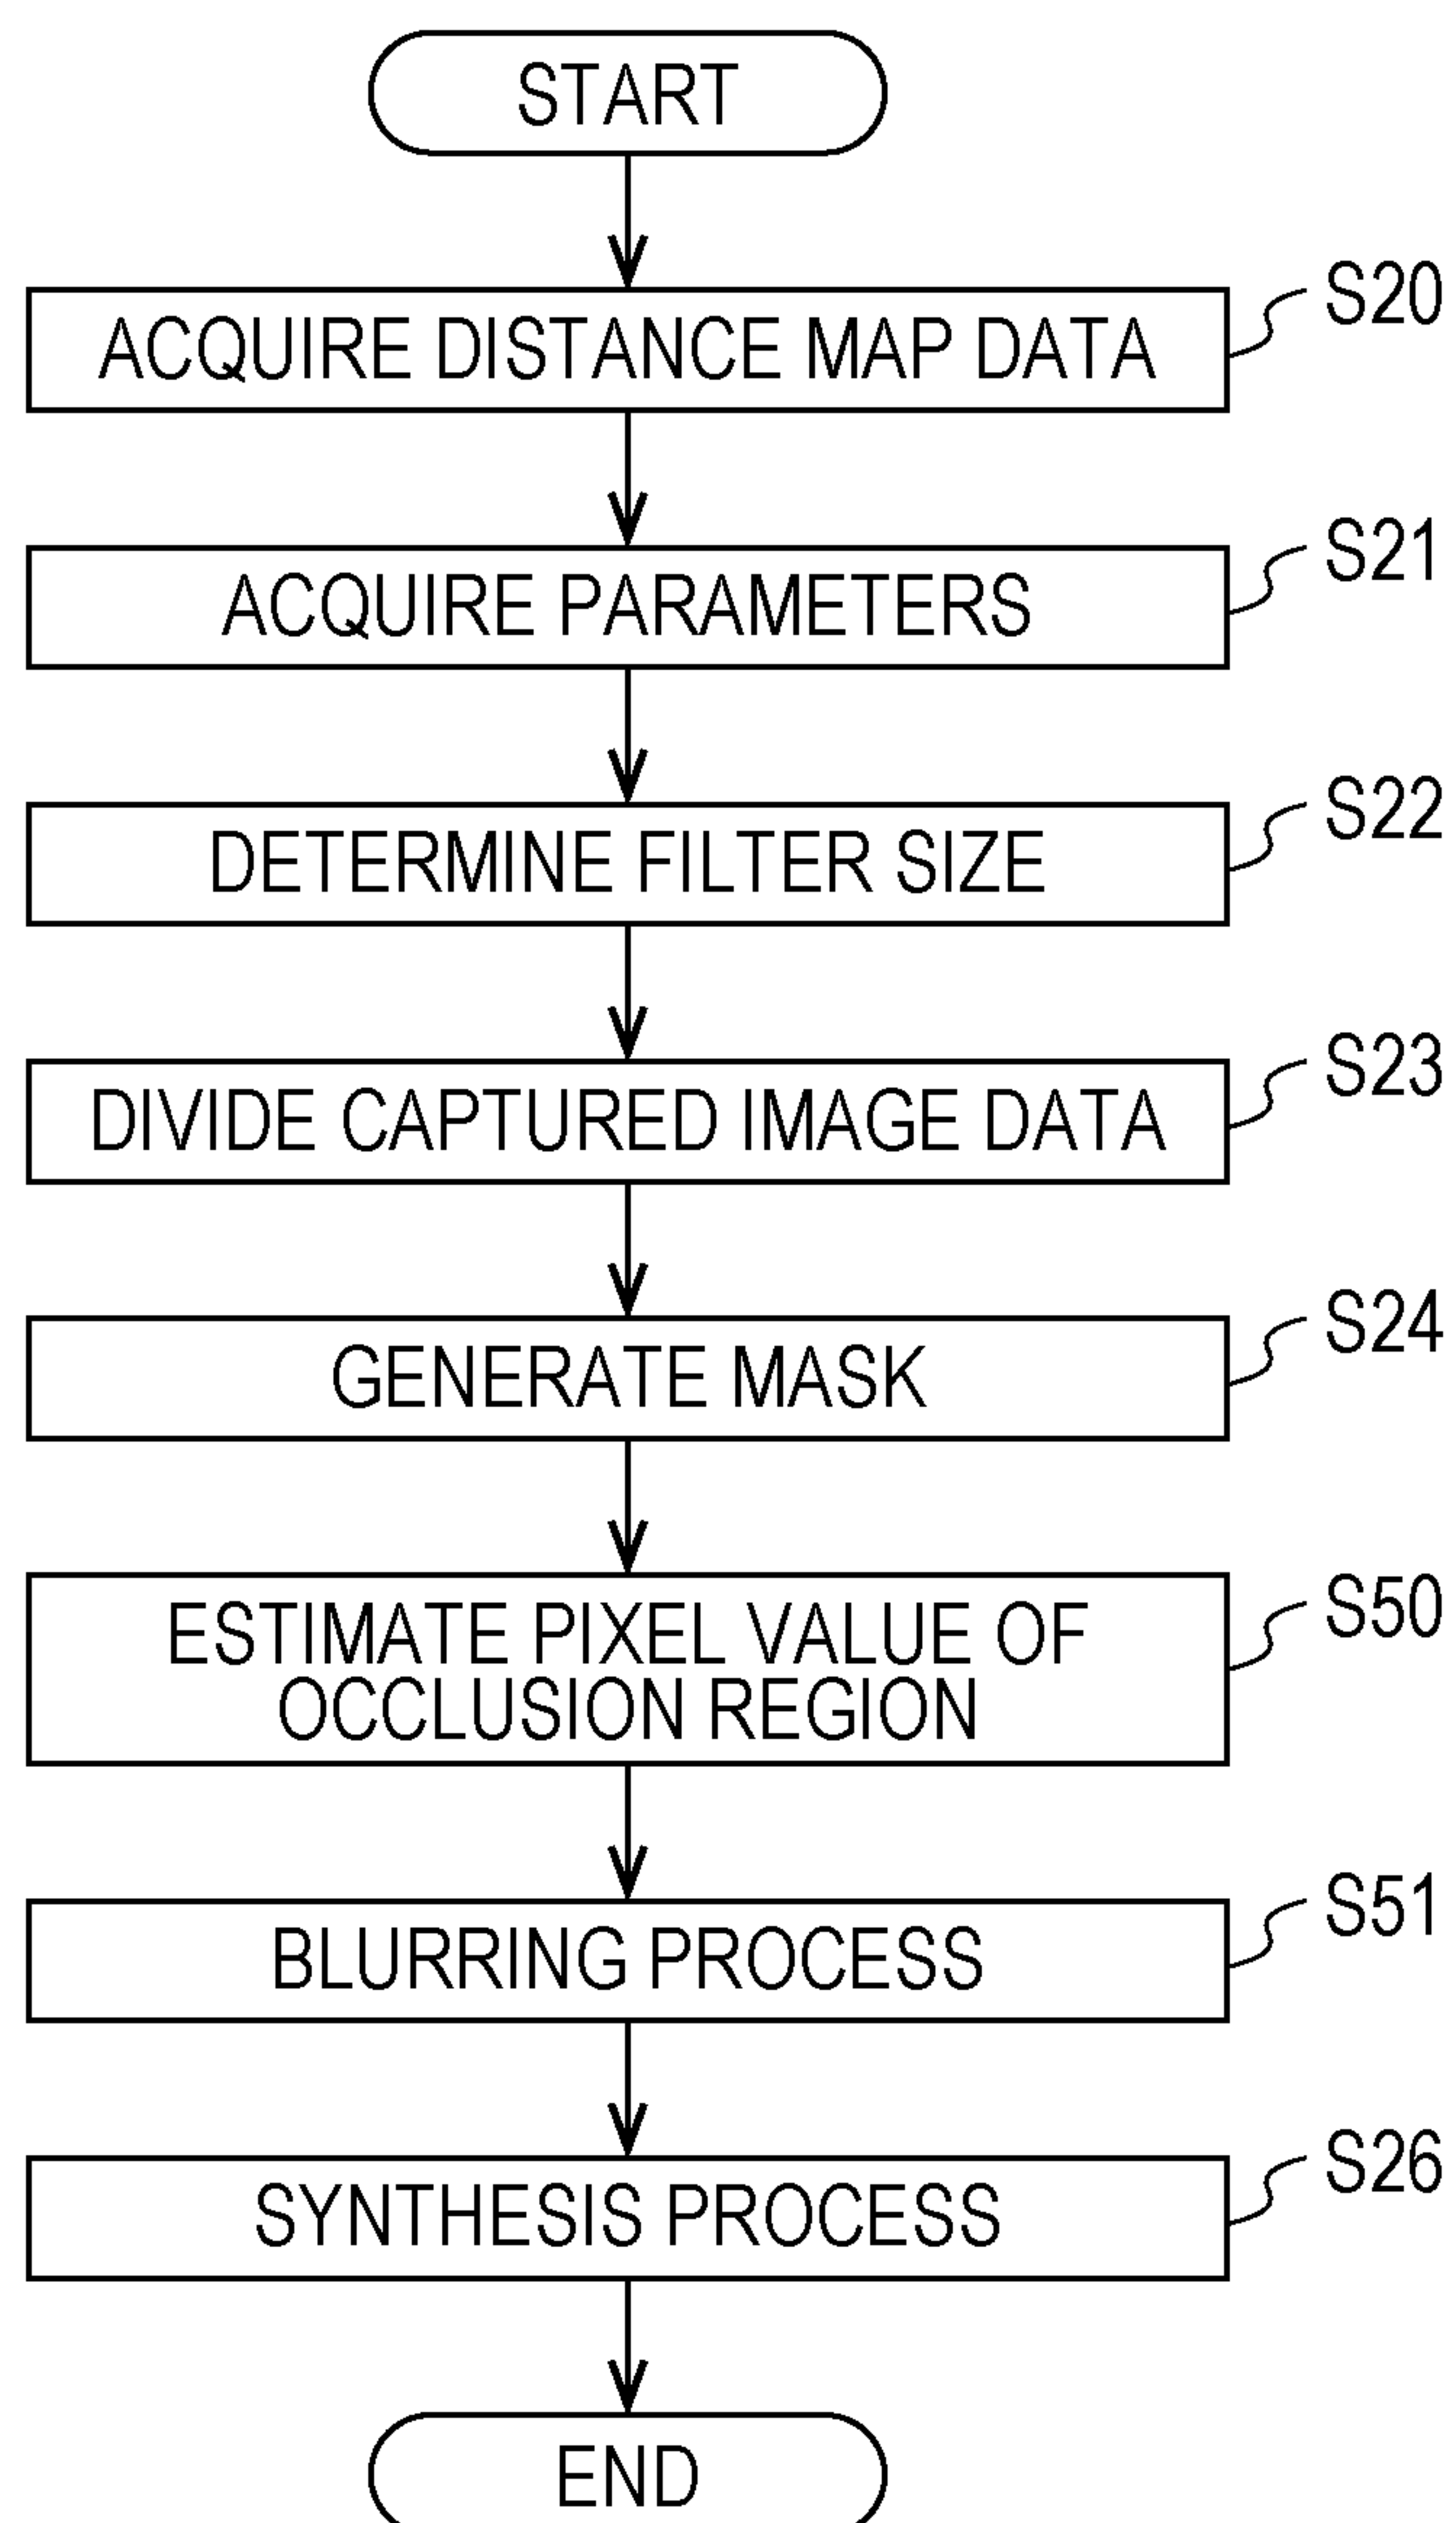 START
ACQUIRE DISTANCE MAP DATA
S20
ACQUIRE PARAMETERS
S21
DETERMINE FILTER SIZE
S22
DIVIDE CAPTURED IMAGE DATA
S23
GENERATE MASK
S24
ESTIMATE PIXEL VALUE OF
OCCLUSION REGION
S50
BLURRING PROCESS
S51
SYNTHESIS PROCESS
S26
END